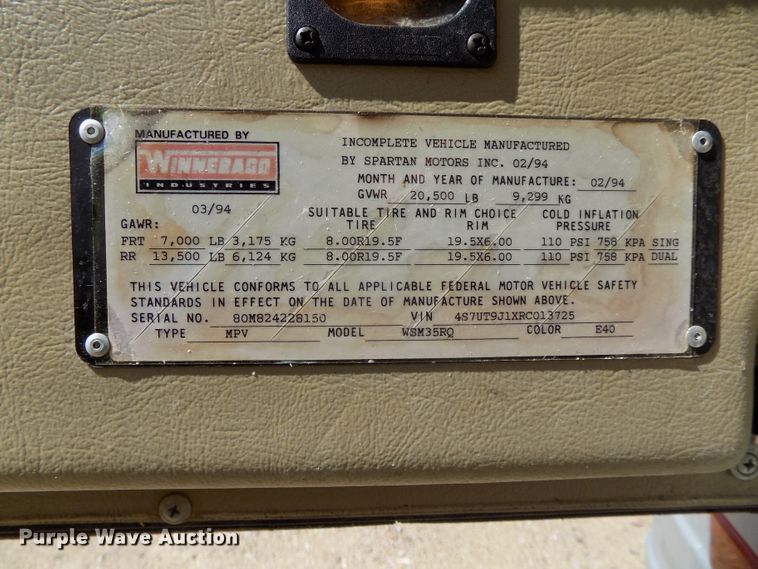 MANUFACTURED BY
WINNEBAGO
INDUSTRIES
03/94
INCOMPLETE VEHICLE MANUFACTURED
BY SPARTAN MOTORS INC. 02/94
MONTH AND YEAR OF MANUFACTURE: 02/94
GVWR 20,500 LB 9,299 KG
SUITABLE TIRE AND RIM CHOICE COLD INFLATION
GAWR: TIRE RIM PRESSURE
FRT 7,000 LB 3,175 KG 8.00R19.5F 19.5X6.00 110 PSI 758 KPA SING
RR 13,500 LB 6,124 KG 8.00R19.5F 19.5X6.00 110 PSI 758 KPA DUAL
THIS VEHICLE CONFORMS TO ALL APPLICABLE FEDERAL MOTOR VEHICLE SAFETY
STANDARDS IN EFFECT ON THE DATE OF MANUFACTURE SHOWN ABOVE.
SERIAL NO. 80M824228150 VIN 4S7UT9J1XRC013725
TYPE MPV MODEL WSM35RQ COLOR E40
Purple Wave Auction